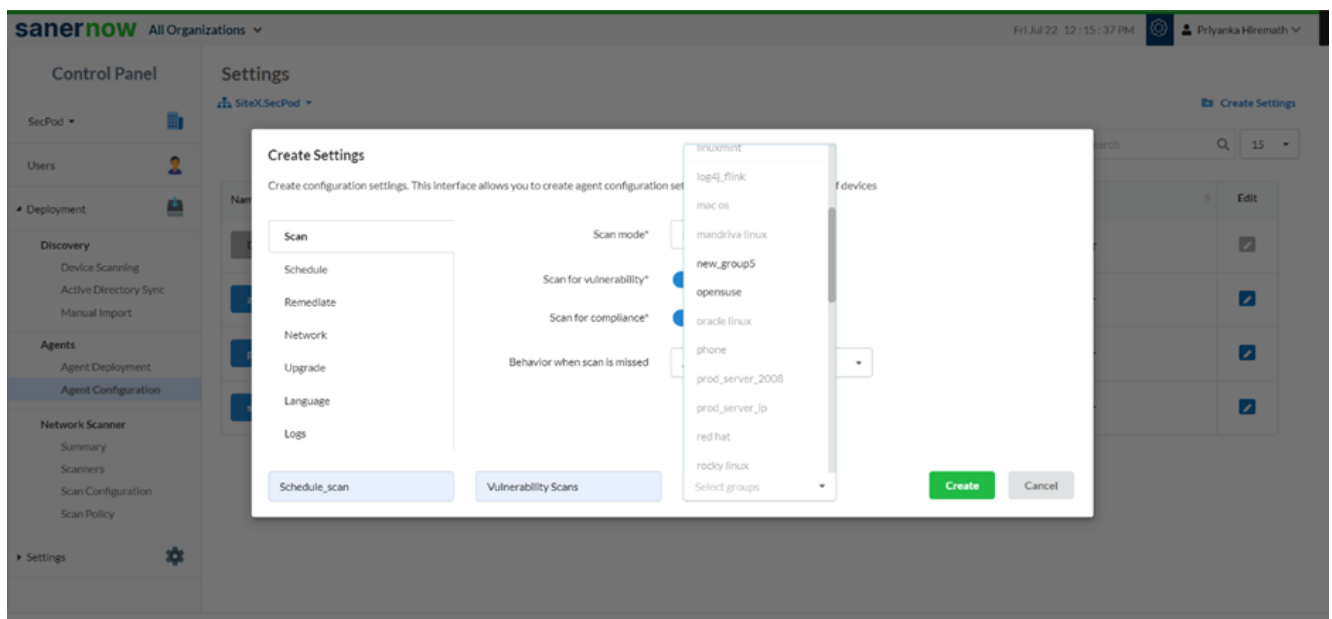 sanernow All Organizations
Fri Jul 22 12:15:37 PM
Priyanka Hiremath
Control Panel
SecPod
Users
Deployment
Discovery
Device Scanning
Active Directory Sync
Manual Import
Agents
Agent Deployment
Agent Configuration
Network Scanner
Summary
Scanners
Scan Configuration
Scan Policy
Settings
Settings
SiteX.SecPod
Create Settings
15
Edit
Create Settings
Create configuration settings. This interface allows you to create agent configuration
devices
Scan
Schedule
Remediate
Network
Upgrade
Language
Logs
Scan mode*
Scan for vulnerability*
Scan for compliance*
Behavior when scan is missed
linuxmint
log4j_flink
mac os
mandriva linux
new_group5
opensuse
oracle linux
phone
prod_server_2008
prod_server_ip
red hat
rocky linux
Schedule_scan
Vulnerability Scans
Select groups
Create
Cancel